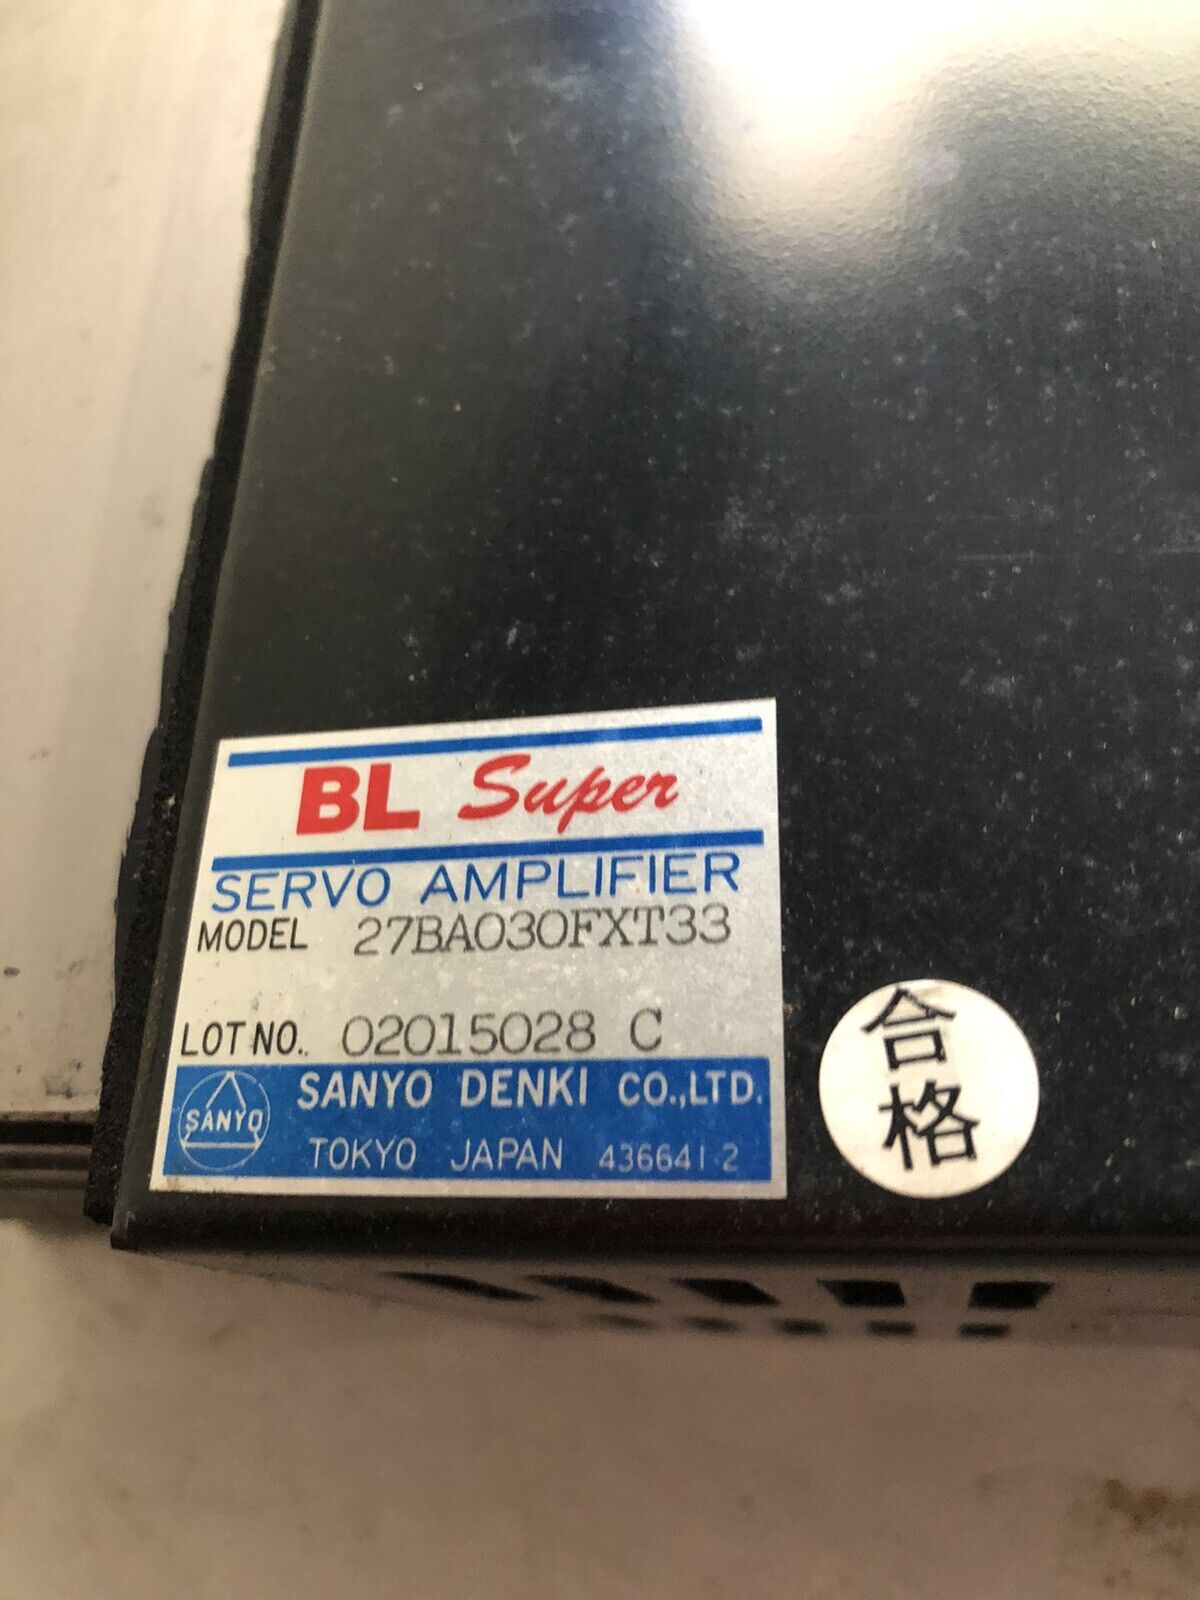 BL Super
SERVO AMPLIFIER
MODEL 27BA030FXT33
LOT NO. 02015028 C
SANYO
SANYO DENKI CO.,LTD.
TOKYO JAPAN 436641-2
合
格